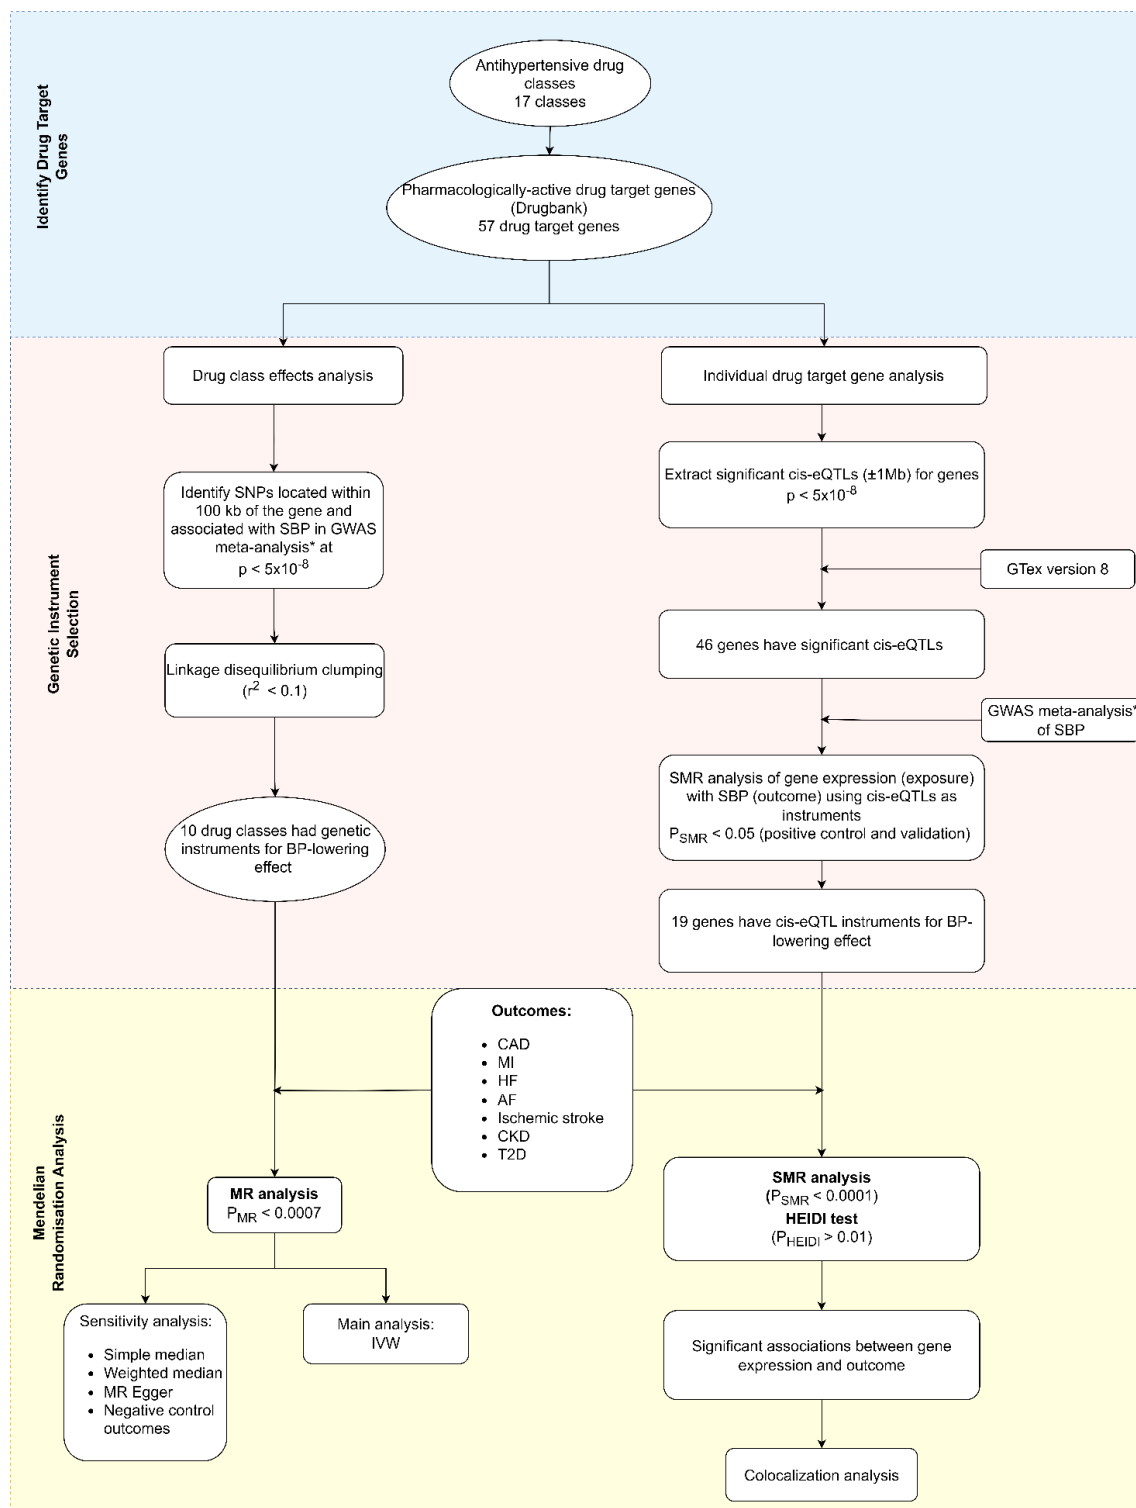 Identify Drug Target
Genes
Antihypertensive drug
classes
17 classes
Pharmacologically-active drug target genes
(Drugbank)
57 drug target genes
Genetic Instrument
Selection
Drug class effects analysis
Identify SNPs located within
100 kb of the gene and
associated with SBP in GWAS
meta-analysis* at
p < 5x10-8
Linkage disequilibrium clumping
(r2 < 0.1)
10 drug classes had genetic
instruments for BP-lowering
effect
Individual drug target gene analysis
Extract significant cis-eQTLs (±1Mb) for genes
p < 5x10-8
GTex version 8
46 genes have significant cis-eQTLs
GWAS meta-analysis*
of SBP
SMR analysis of gene expression (exposure)
with SBP (outcome) using cis-eQTLs as
instruments
PSMR < 0.05 (positive control and validation)
19 genes have cis-eQTL instruments for BP-
lowering effect
Mendelian
Randomisation Analysis
Outcomes:
• CAD
• MI
• HF
• AF
• Ischemic stroke
• CKD
• T2D
MR analysis
PMR < 0.0007
Sensitivity analysis:
• Simple median
• Weighted median
• MR Egger
• Negative control
outcomes
Main analysis:
IVW
SMR analysis
(PSMR < 0.0001)
HEIDI test
(PHEIDI > 0.01)
Significant associations between gene
expression and outcome
Colocalization analysis